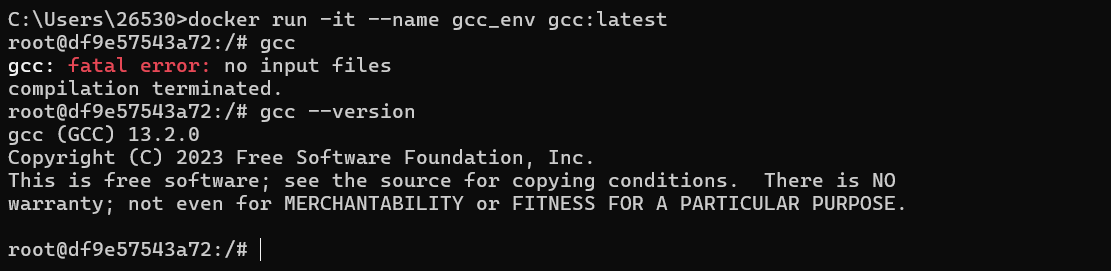 C:\Users\26530>docker run -it --name gcc_env gcc:latest
root@df9e57543a72:/# gcc
gcc: fatal error: no input files
compilation terminated.
root@df9e57543a72:/# gcc --version
gcc (GCC) 13.2.0
Copyright (C) 2023 Free Software Foundation, Inc.
This is free software; see the source for copying conditions.  There is NO
warranty; not even for MERCHANTABILITY or FITNESS FOR A PARTICULAR PURPOSE.
root@df9e57543a72:/#